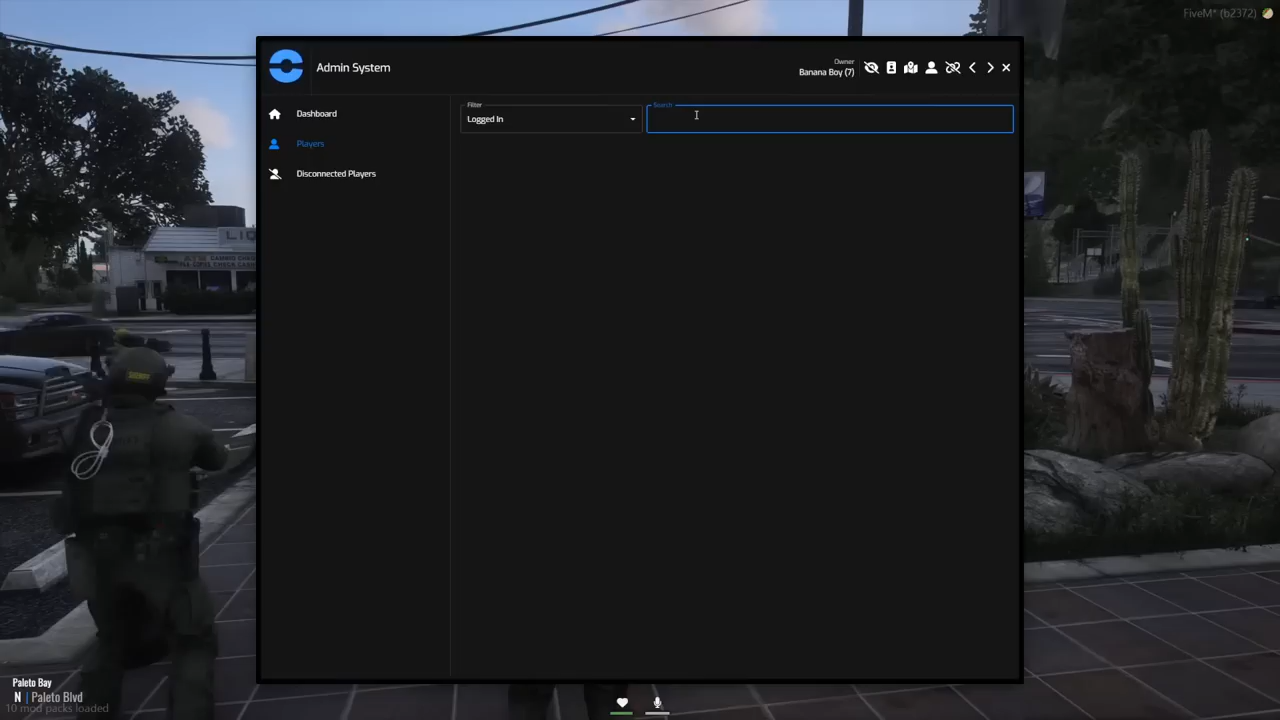 FiveM* (b2372)
Admin System
Owner
Banana Boy (7)
Dashboard
Players
Disconnected Players
Filter
Logged In
Search
LIQ
Paleto Bay
N | Paleto Blvd
10 mod packs loaded